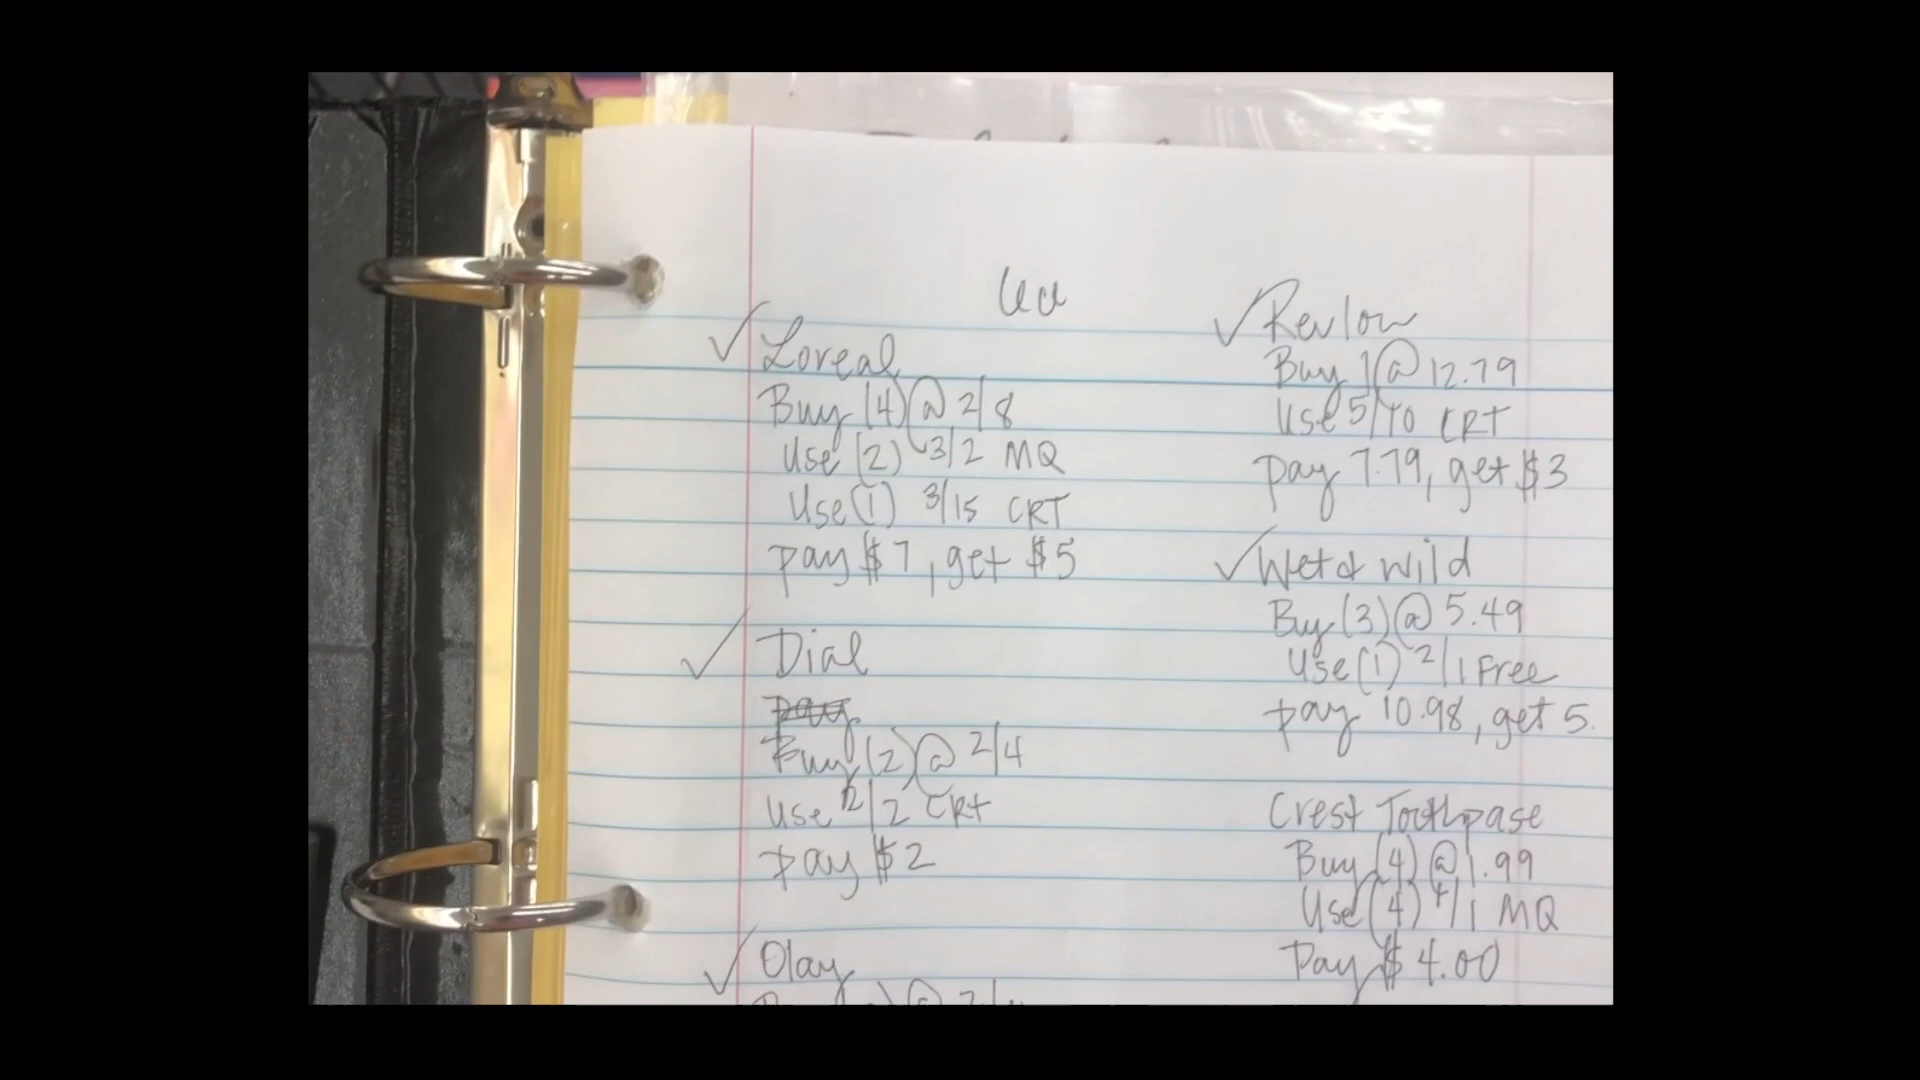 ✓ Loreal
Buy (4) @ 2/8
Use (2) 3/2 MQ
Use (1) 3/15 CRT
pay $7, get $5
✓ Dial
pay
Buy (2) @ 2/4
Use 2/2 CRT
pay $2
✓ Olay
✓ Revlon
Buy 1 @ 12.79
Use 5/10 CRT
pay 7.79, get $3
✓ Wet & Wild
Buy (3) @ 5.49
Use (1) 2/1 Free
pay 10.98, get 5.
Crest Toothpase
Buy (4) @ 1.99
Use (4) 4/1 MQ
Pay $4.00